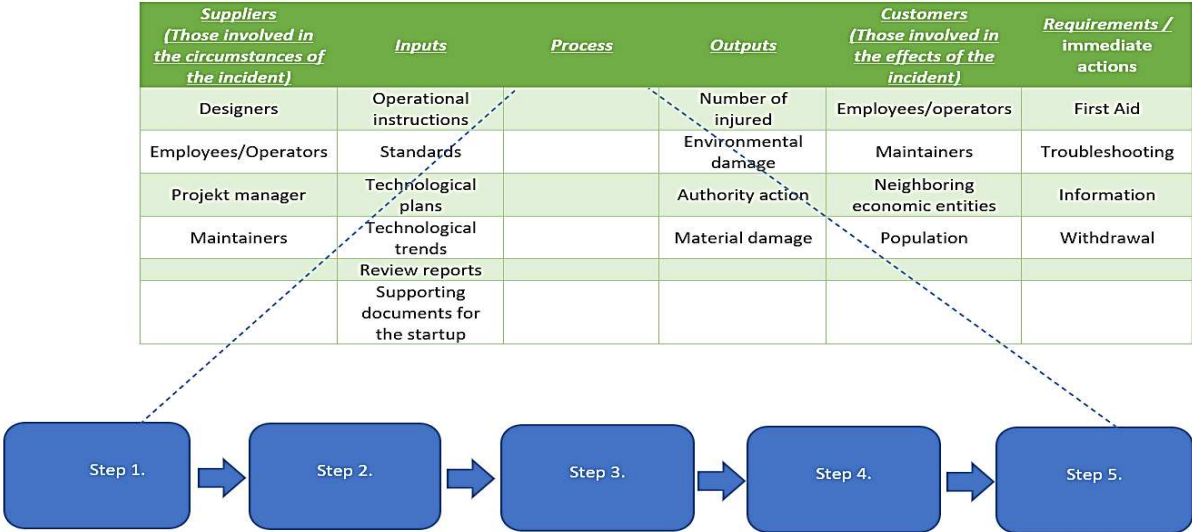 Suppliers
(Those involved in
the circumstances of
the incident)
Inputs
Process
Outputs
Customers
(Those involved in
the effects of the
incident)
Requirements /
immediate
actions
Designers
Operational
instructions
Number of
injured
Employees/operators
First Aid
Employees/Operators
Standards
Environmental
damage
Maintainers
Troubleshooting
Projekt manager
Technological
plans
Authority action
Neighboring
economic entities
Information
Maintainers
Technological
trends
Material damage
Population
Withdrawal
Review reports
Supporting
documents for
the startup
Step 1.
Step 2.
Step 3.
Step 4.
Step 5.